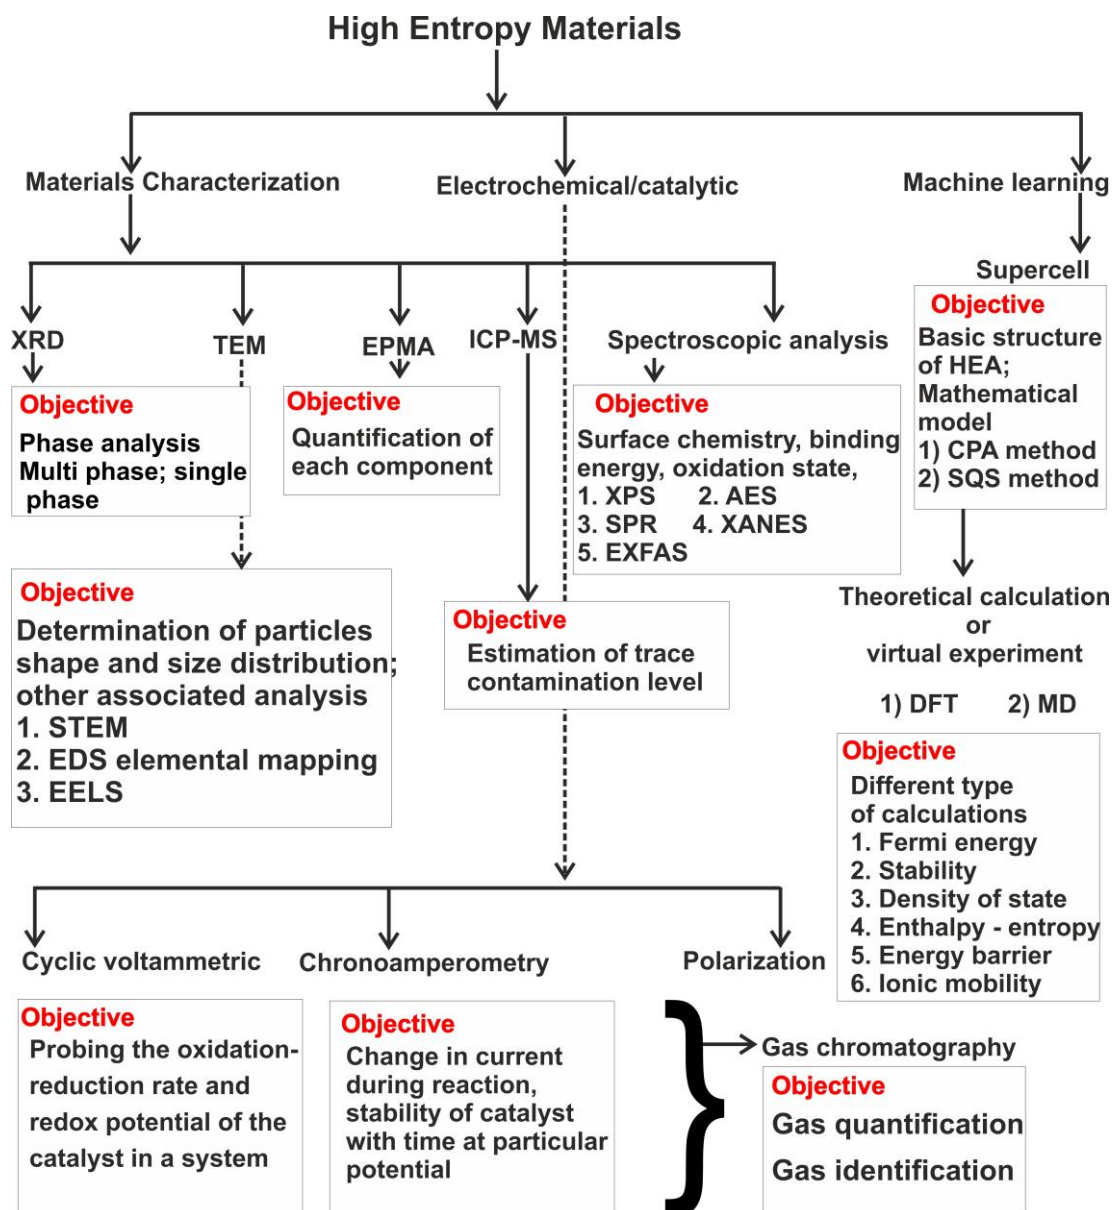 High Entropy Materials
Materials Characterization
Electrochemical/catalytic
Machine learning
Supercell
XRD
TEM
EPMA
ICP-MS
Spectroscopic analysis
Objective
Phase analysis
Multi phase; single
phase
Objective
Quantification of
each component
Objective
Surface chemistry, binding
energy, oxidation state,
1. XPS 2. AES
3. SPR 4. XANES
5. EXFAS
Objective
Basic structure
of HEA;
Mathematical
model
1) CPA method
2) SQS method
Objective
Determination of particles
shape and size distribution;
other associated analysis
1. STEM
2. EDS elemental mapping
3. EELS
Objective
Estimation of trace
contamination level
Theoretical calculation
or
virtual experiment
1) DFT 2) MD
Objective
Different type
of calculations
1. Fermi energy
2. Stability
3. Density of state
4. Enthalpy - entropy
5. Energy barrier
6. Ionic mobility
Cyclic voltammetric
Chronoamperometry
Polarization
Objective
Probing the oxidation-
reduction rate and
redox potential of the
catalyst in a system
Objective
Change in current
during reaction,
stability of catalyst
with time at particular
potential
}
Gas chromatography
Objective
Gas quantification
Gas identification